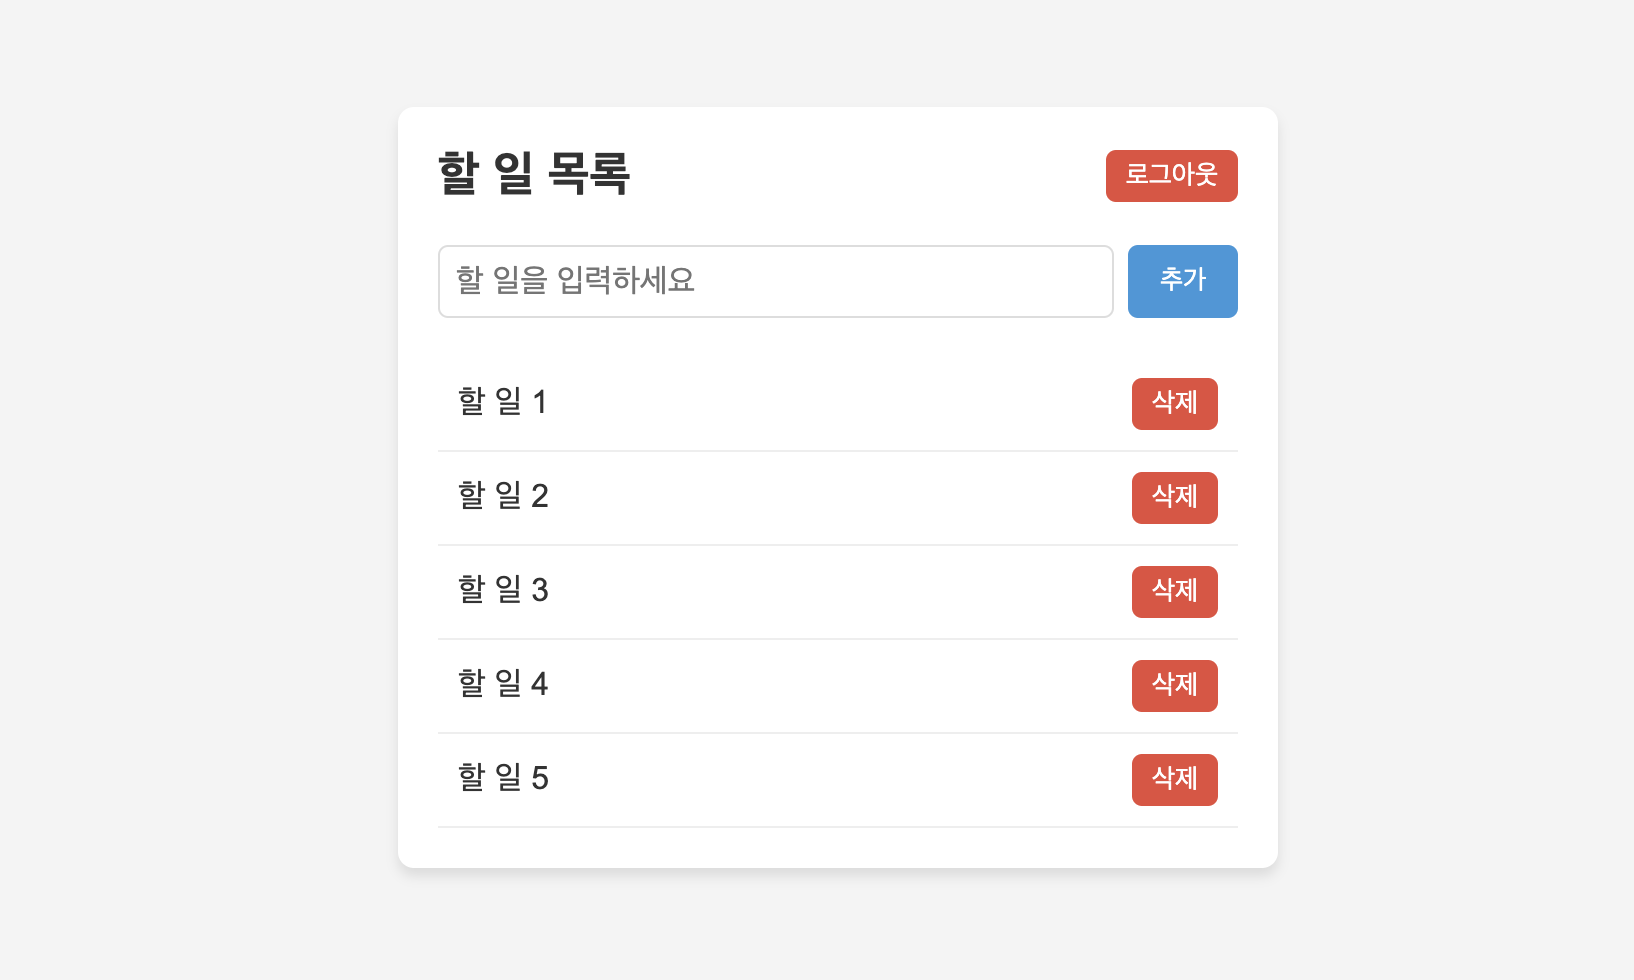 할 일 목록
로그아웃
할 일을 입력하세요
추가
할 일 1
삭제
할 일 2
삭제
할 일 3
삭제
할 일 4
삭제
할 일 5
삭제